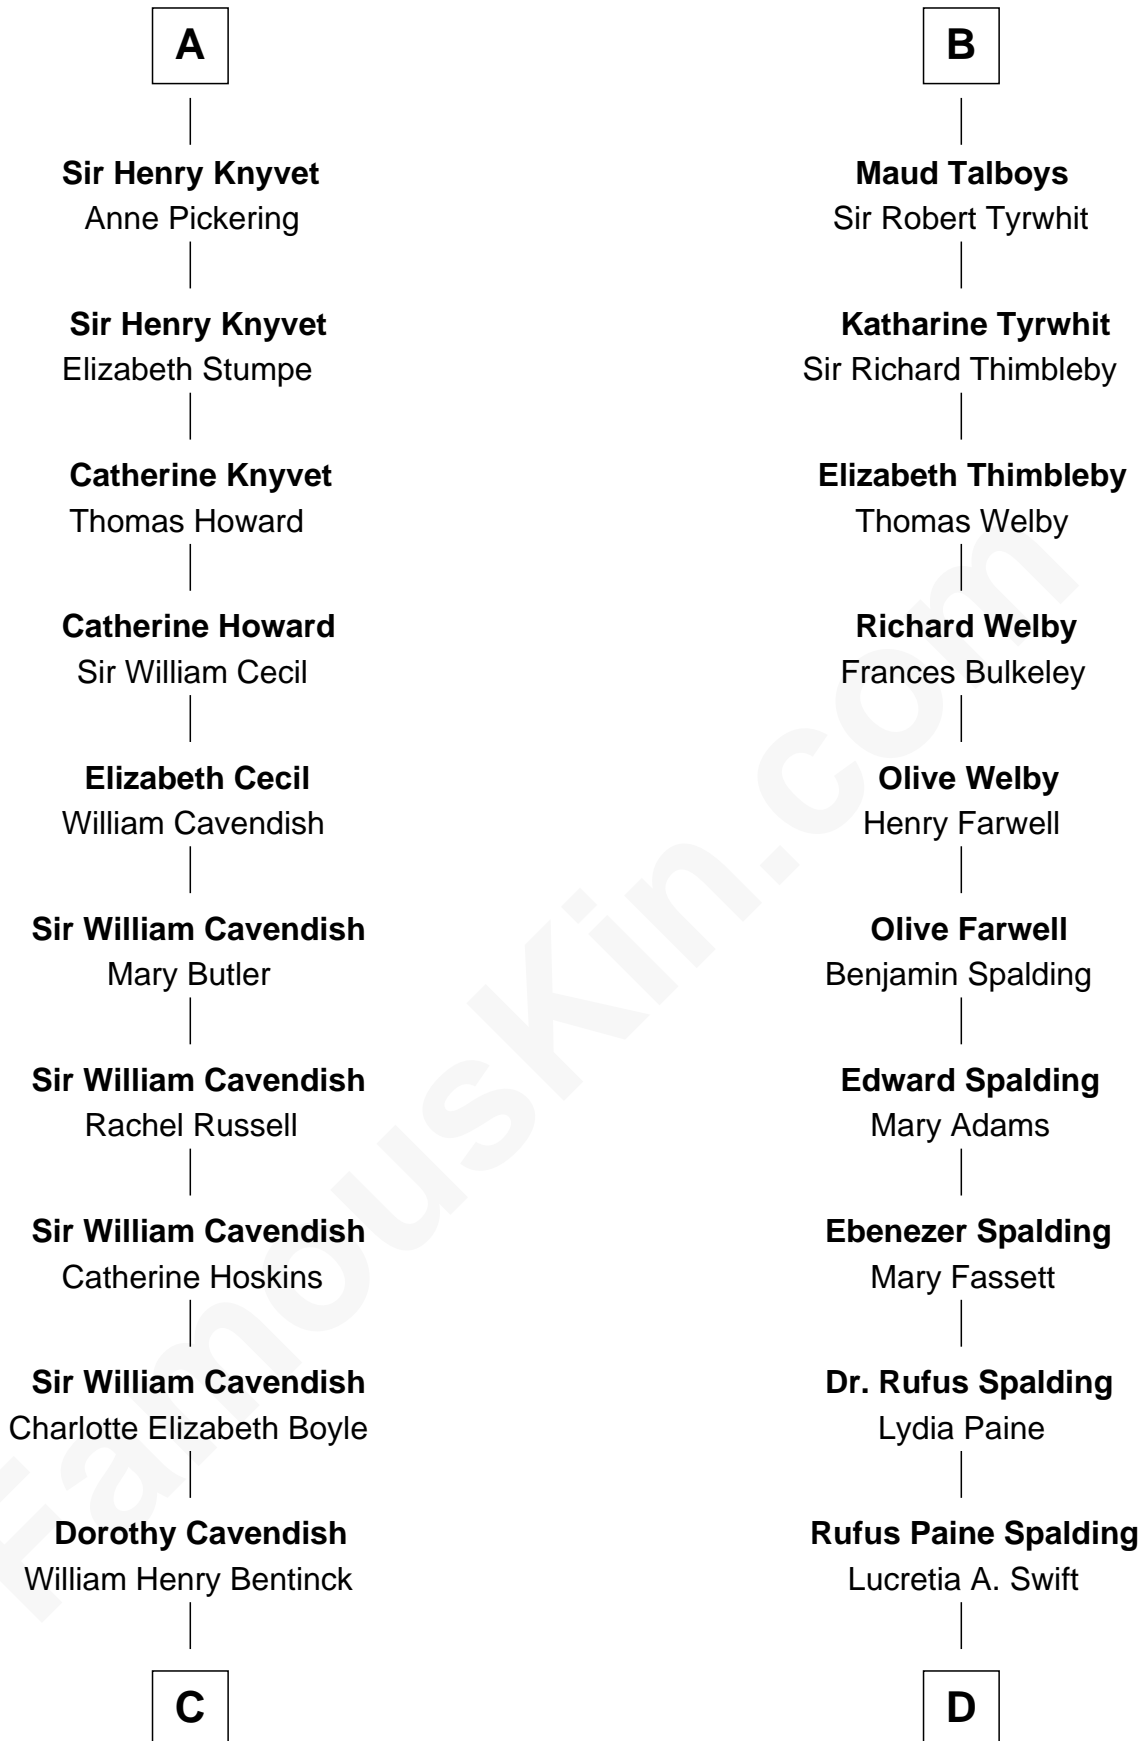 A
Sir Henry Knyvet
Anne Pickering
Sir Henry Knyvet
Elizabeth Stumpe
Catherine Knyvet
Thomas Howard
Catherine Howard
Sir William Cecil
Elizabeth Cecil
William Cavendish
Sir William Cavendish
Mary Butler
Sir William Cavendish
Rachel Russell
Sir William Cavendish
Catherine Hoskins
Sir William Cavendish
Charlotte Elizabeth Boyle
Dorothy Cavendish
William Henry Bentinck
C
B
Maud Talboys
Sir Robert Tyrwhit
Katharine Tyrwhit
Sir Richard Thimbleby
Elizabeth Thimbleby
Thomas Welby
Richard Welby
Frances Bulkeley
Olive Welby
Henry Farwell
Olive Farwell
Benjamin Spalding
Edward Spalding
Mary Adams
Ebenezer Spalding
Mary Fassett
Dr. Rufus Spalding
Lydia Paine
Rufus Paine Spalding
Lucretia A. Swift
D
FamousKin.com